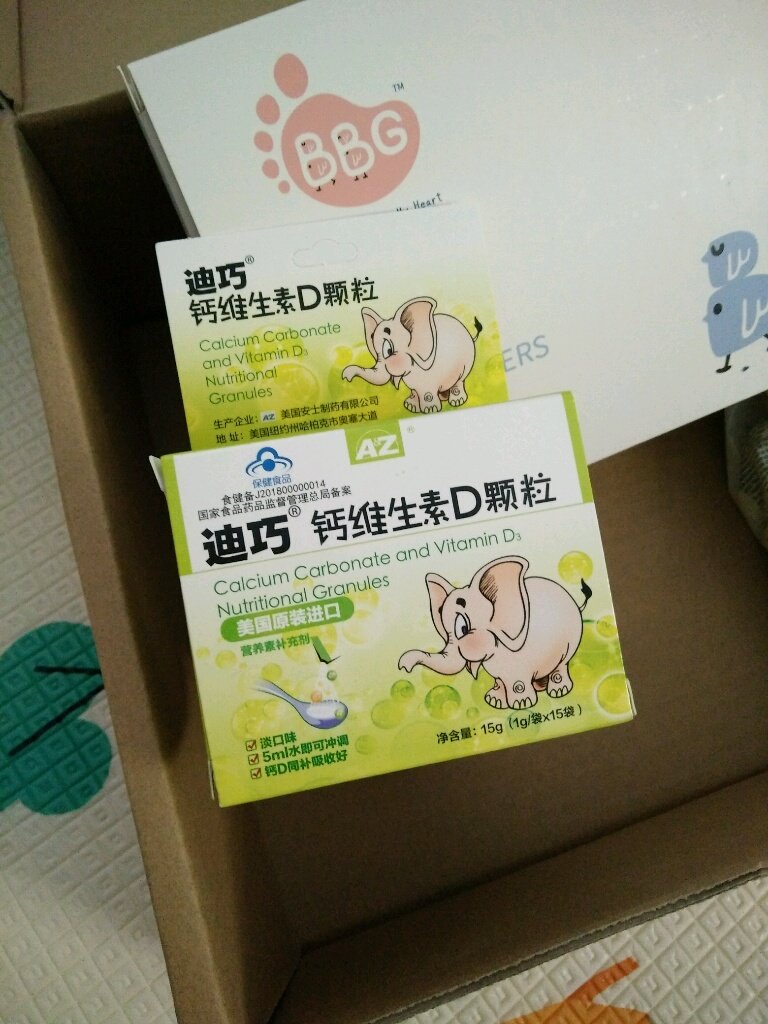 BBG
TM
Heart
ERS
迪巧®
钙维生素D颗粒
Calcium Carbonate
and Vitamin D₃
Nutritional
Granules
生产企业：AZ 美国安士制药有限公司
地 址：美国纽约州哈柏克市奥塞大道
A&Z ®
保健食品
食健备J201800000014
国家食品药品监督管理总局备案
迪巧® 钙维生素D颗粒
Calcium Carbonate and Vitamin D₃
Nutritional Granules
美国原装进口
营养素补充剂
淡口味
5ml水即可冲调
钙D同补吸收好
净含量：15g（1g/袋x15袋）